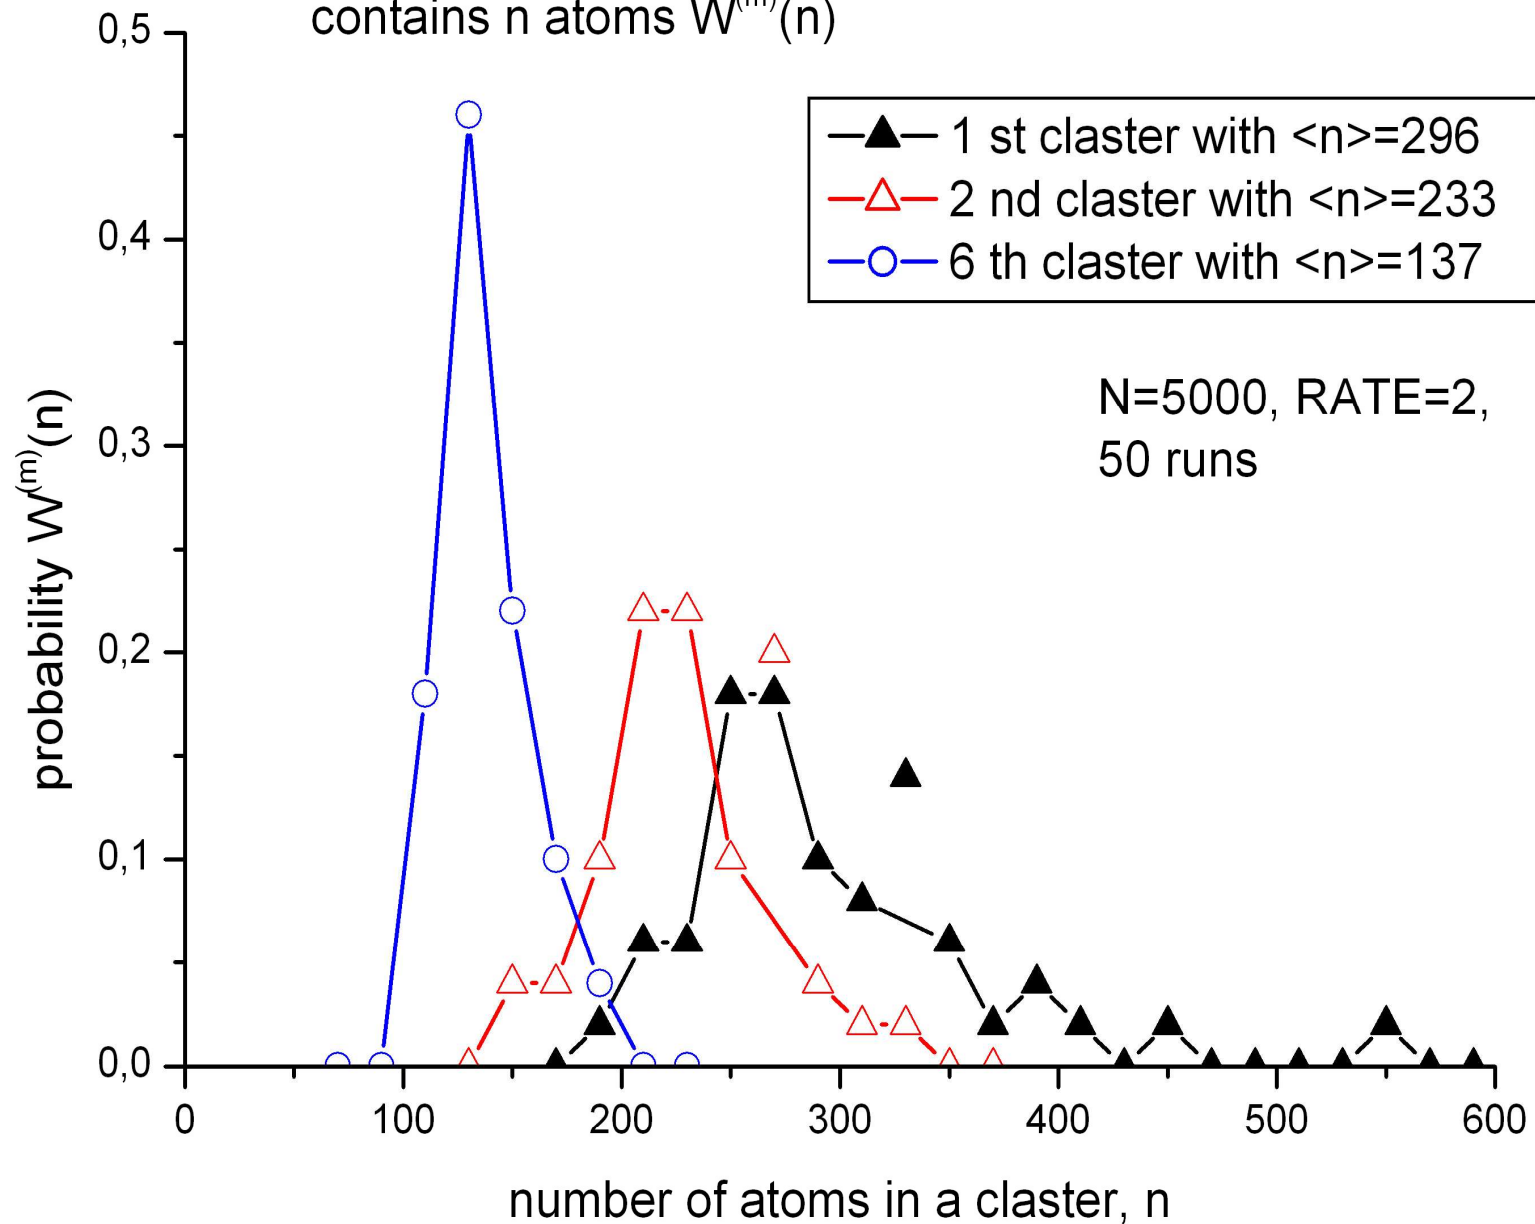 contains n atoms W(m)(n)
0,5
0,4
0,3
0,2
0,1
0,0
probability W(m)(n)
1 st claster with <n>=296
2 nd claster with <n>=233
6 th claster with <n>=137
N=5000, RATE=2,
50 runs
0 100 200 300 400 500 600
number of atoms in a claster, n